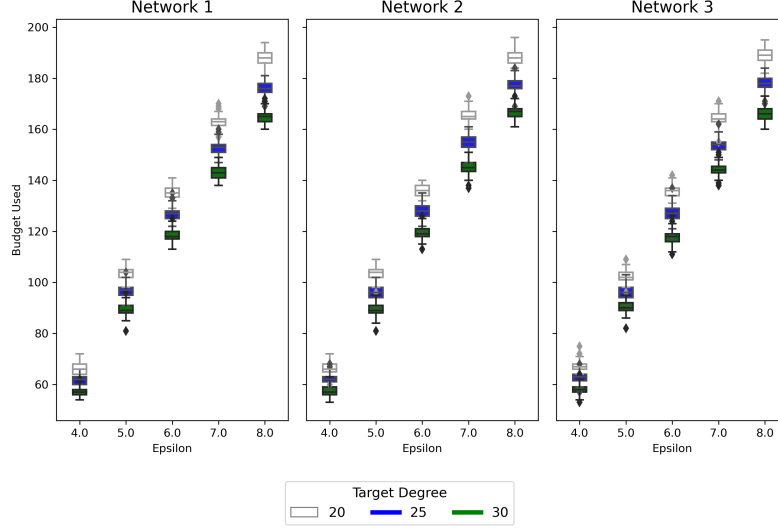 Network 1 Network 2 Network 3
200
180
160
140
120
100
80
60
Budget Used
4.0 5.0 6.0 7.0 8.0 4.0 5.0 6.0 7.0 8.0 4.0 5.0 6.0 7.0 8.0
Epsilon Epsilon Epsilon
Target Degree
20 25 30